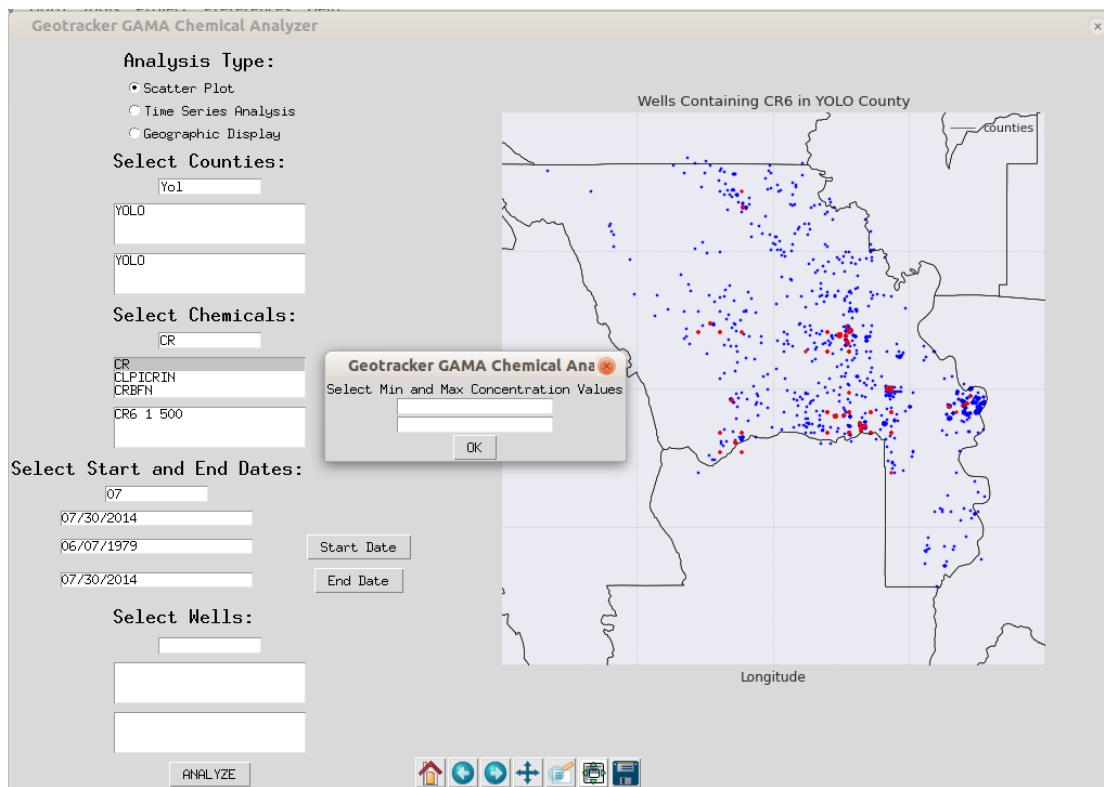 Geotracker GAMA Chemical Analyzer
Analysis Type:
Scatter Plot
Time Series Analysis
Geographic Display
Select Counties:
Yol
YOLO
YOLO
Select Chemicals:
CR
CR
CLPICRIN
CRBFN
CR6 1 500
Select Start and End Dates:
07
07/30/2014
06/07/1979
Start Date
07/30/2014
End Date
Select Wells:
ANALYZE
Wells Containing CR6 in YOLO County
counties
Longitude
Geotracker GAMA Chemical Ana
Select Min and Max Concentration Values
OK